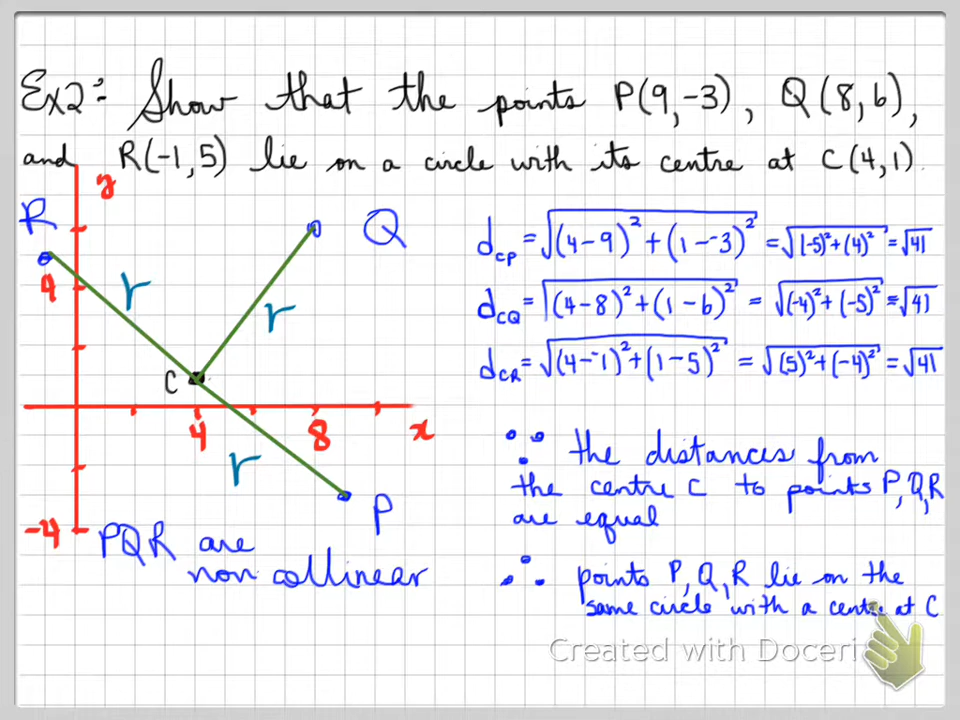 Ex2: Show that the points P(9,-3), Q(8,6),
and R(-1,5) lie on a circle with its centre at C(4,1).
y
R
Q
4
r
r
C
4
8
x
r
P
-4
PQR are
non collinear
d_CP = √((4-9)² + (1--3)²) = √((-5)² + (4)²) = √41
d_CQ = √((4-8)² + (1-6)²) = √((-4)² + (-5)²) = √41
d_CR = √((4--1)² + (1-5)²) = √((5)² + (-4)²) = √41
∵ the distances from
the centre C to points P,Q,R
are equal
∴ points P, Q, R lie on the
same circle with a centre at C
Created with Doceri